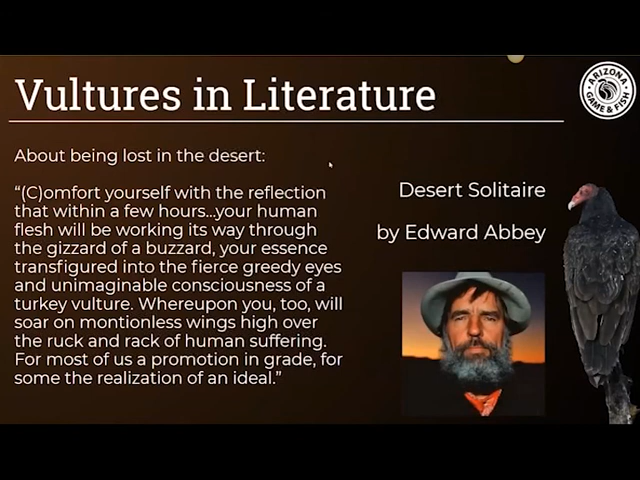 Vultures in Literature
ARIZONA
GAME & FISH
About being lost in the desert:
“(C)omfort yourself with the reflection
that within a few hours...your human
flesh will be working its way through
the gizzard of a buzzard, your essence
transfigured into the fierce greedy eyes
and unimaginable consciousness of a
turkey vulture. Whereupon you, too, will
soar on montionless wings high over
the ruck and rack of human suffering.
For most of us a promotion in grade, for
some the realization of an ideal.”
Desert Solitaire
by Edward Abbey